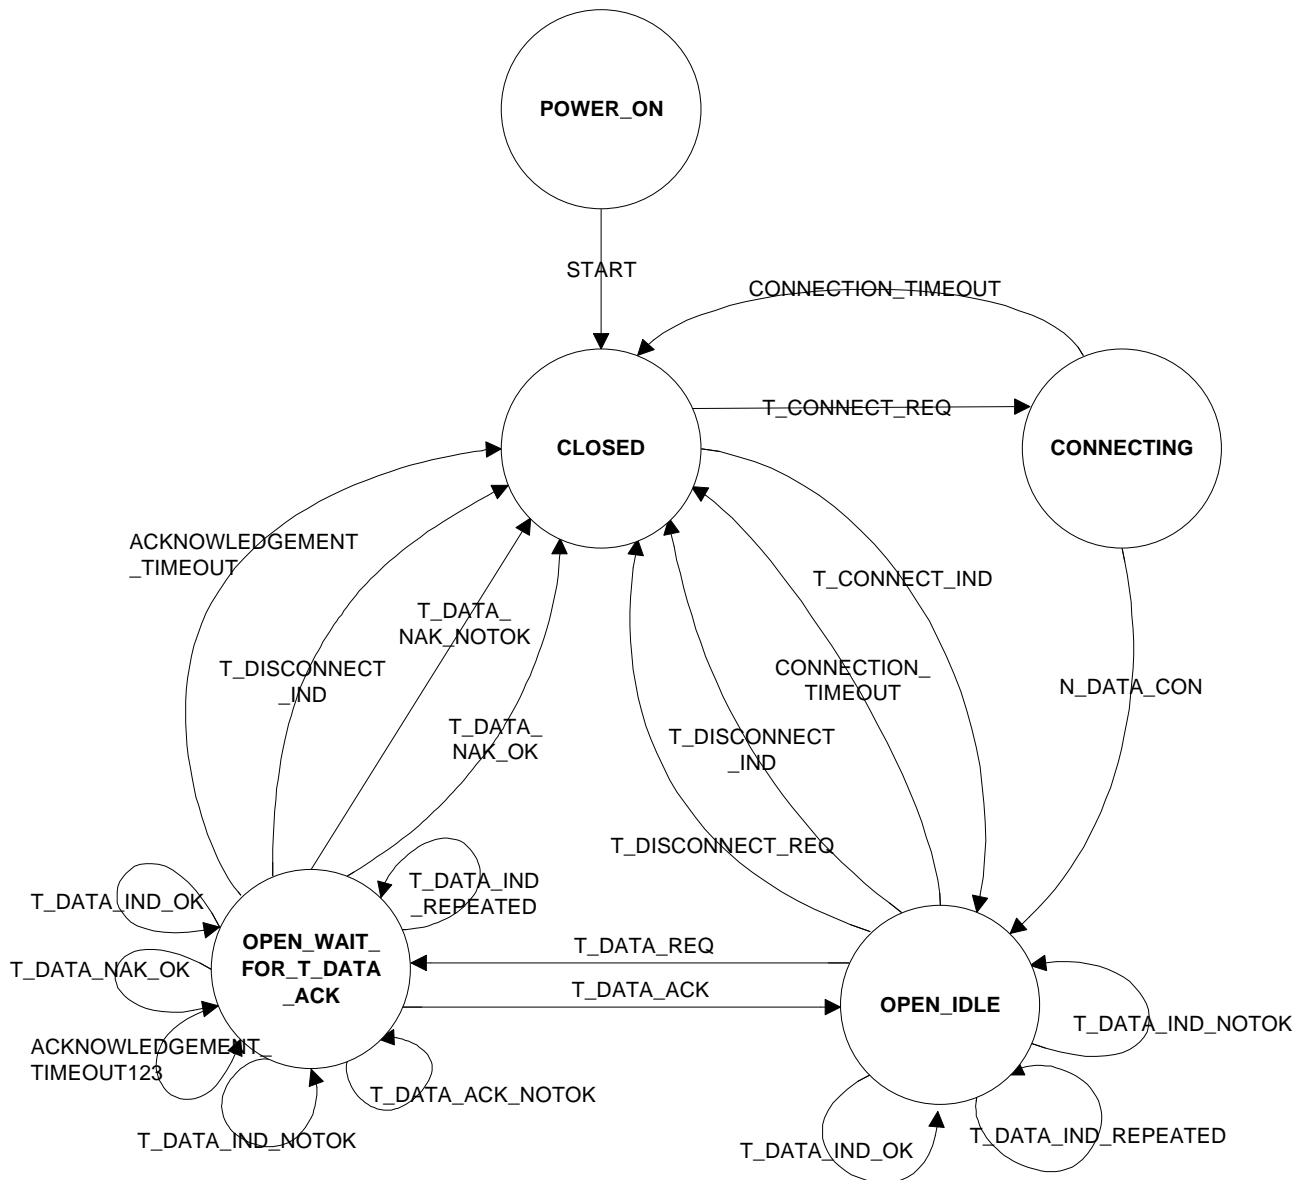 POWER_ON
START
CONNECTION_TIMEOUT
T_CONNECT_REQ
CLOSED
CONNECTING
ACKNOWLEDGEMENT
_TIMEOUT
T_CONNECT_IND
T_DATA_
NAK_NOTOK
T_DISCONNECT
_IND
CONNECTION_
TIMEOUT
N_DATA_CON
T_DATA_
NAK_OK
T_DISCONNECT
_IND
T_DISCONNECT_REQ
T_DATA_IND_OK
T_DATA_IND
_REPEATED
OPEN_WAIT_
FOR_T_DATA
_ACK
T_DATA_REQ
T_DATA_NAK_OK
T_DATA_ACK
OPEN_IDLE
T_DATA_IND_NOTOK
ACKNOWLEDGEMENT_
TIMEOUT123
T_DATA_ACK_NOTOK
T_DATA_IND_NOTOK
T_DATA_IND_OK
T_DATA_IND_REPEATED